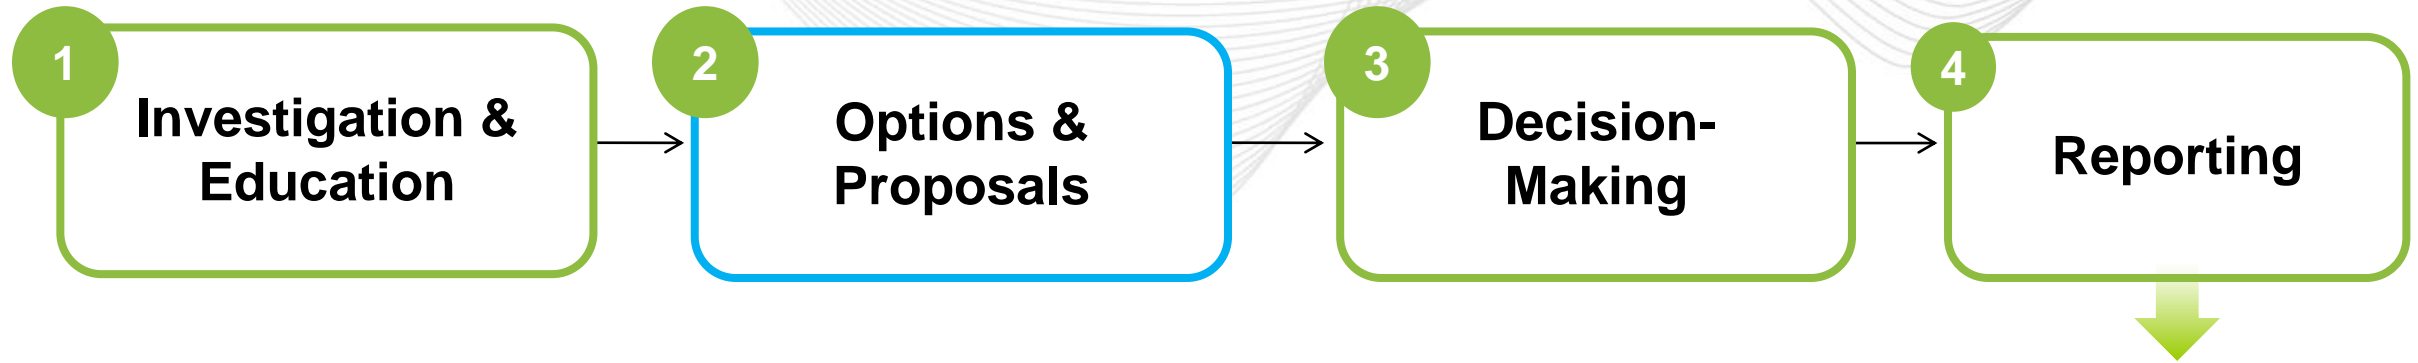 1
Investigation &
Education
2
Options &
Proposals
3
Decision-
Making
4
Reporting